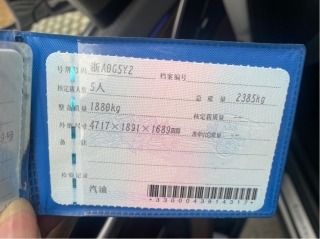 号牌号码 浙A0G5Y2 档案编号
核定载人数 5人 总质量 2385kg
整备质量 1880kg 核定载质量 --
外廓尺寸 4717×1891×1689mm 准牵引总质量 --
备注
检验记录
汽油
*3300043914317*